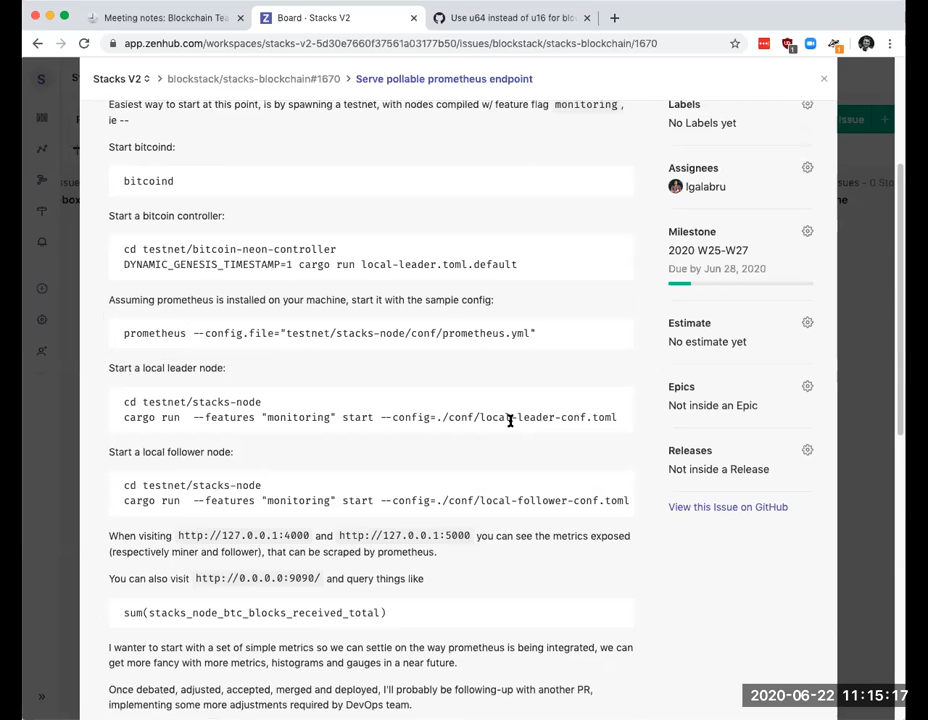 Meeting notes: Blockchain Tea
Board · Stacks V2
Use u64 instead of u16 for bloc
app.zenhub.com/workspaces/stacks-v2-5d30e7660f37561a03177b50/issues/blockstack/stacks-blockchain/1670
Stacks V2 > blockstack/stacks-blockchain#1670 > Serve pollable prometheus endpoint
Easiest way to start at this point, is by spawning a testnet, with nodes compiled w/ feature flag monitoring,
ie --
Start bitcoind:
bitcoind
Start a bitcoin controller:
cd testnet/bitcoin-neon-controller
DYNAMIC_GENESIS_TIMESTAMP=1 cargo run local-leader.toml.default
Assuming prometheus is installed on your machine, start it with the sample config:
prometheus --config.file="testnet/stacks-node/conf/prometheus.yml"
Start a local leader node:
cd testnet/stacks-node
cargo run  --features "monitoring" start --config=./conf/local-leader-conf.toml
Start a local follower node:
cd testnet/stacks-node
cargo run  --features "monitoring" start --config=./conf/local-follower-conf.toml
When visiting http://127.0.0.1:4000 and http://127.0.0.1:5000 you can see the metrics exposed
(respectively miner and follower), that can be scraped by prometheus.
You can also visit http://0.0.0.0:9090/ and query things like
sum(stacks_node_btc_blocks_received_total)
I wanter to start with a set of simple metrics so we can settle on the way prometheus is being integrated, we can
get more fancy with more metrics, histograms and gauges in a near future.
Once debated, adjusted, accepted, merged and deployed, I'll probably be following-up with another PR,
implementing some more adjustments required by DevOps team.
Labels
No Labels yet
Assignees
lgalabru
Milestone
2020 W25-W27
Due by Jun 28, 2020
Estimate
No estimate yet
Epics
Not inside an Epic
Releases
Not inside a Release
View this Issue on GitHub
2020-06-22 11:15:17